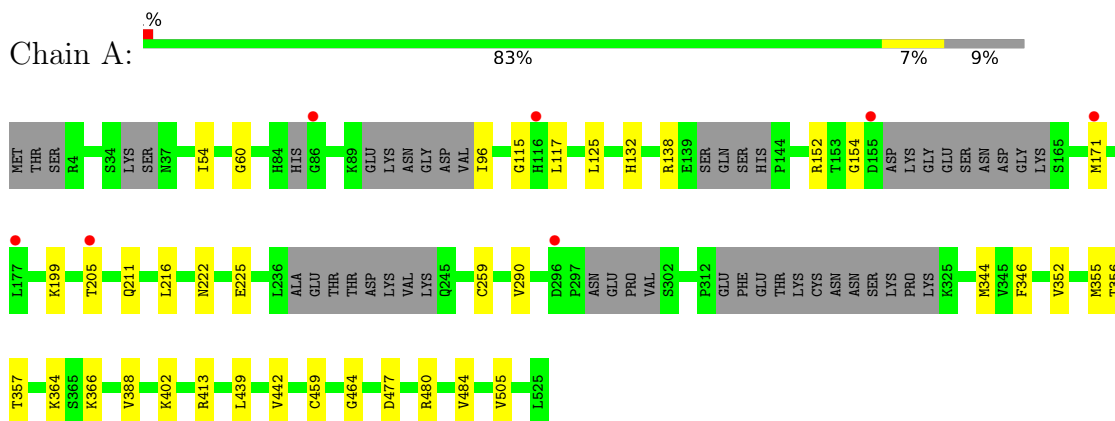 .%
Chain A:
83% 7% 9%
MET THR SER R4 S34 LYS SER N37 I54 G60 H84 HIS G86 K89 GLU LYS ASN GLY ASP VAL I96 G115 H116 L117 L125 H132 R138 E139 SER GLN SER HIS P144 R152 T153 G154 D155 ASP LYS GLY GLU SER ASN ASP GLY LYS S165 M171
L177 K199 T205 Q211 L216 N222 E225 L236 ALA GLU THR THR ASP LYS VAL LYS Q245 C259 V290 D296 P297 ASN GLU PRO VAL S302 P312 GLU PHE GLU THR LYS CYS ASN ASN SER LYS PRO LYS K325 M344 V345 F346 V352 M355 T356
T357 K364 S365 K366 V388 K402 R413 L439 V442 C459 G464 D477 R480 V484 V505 L525